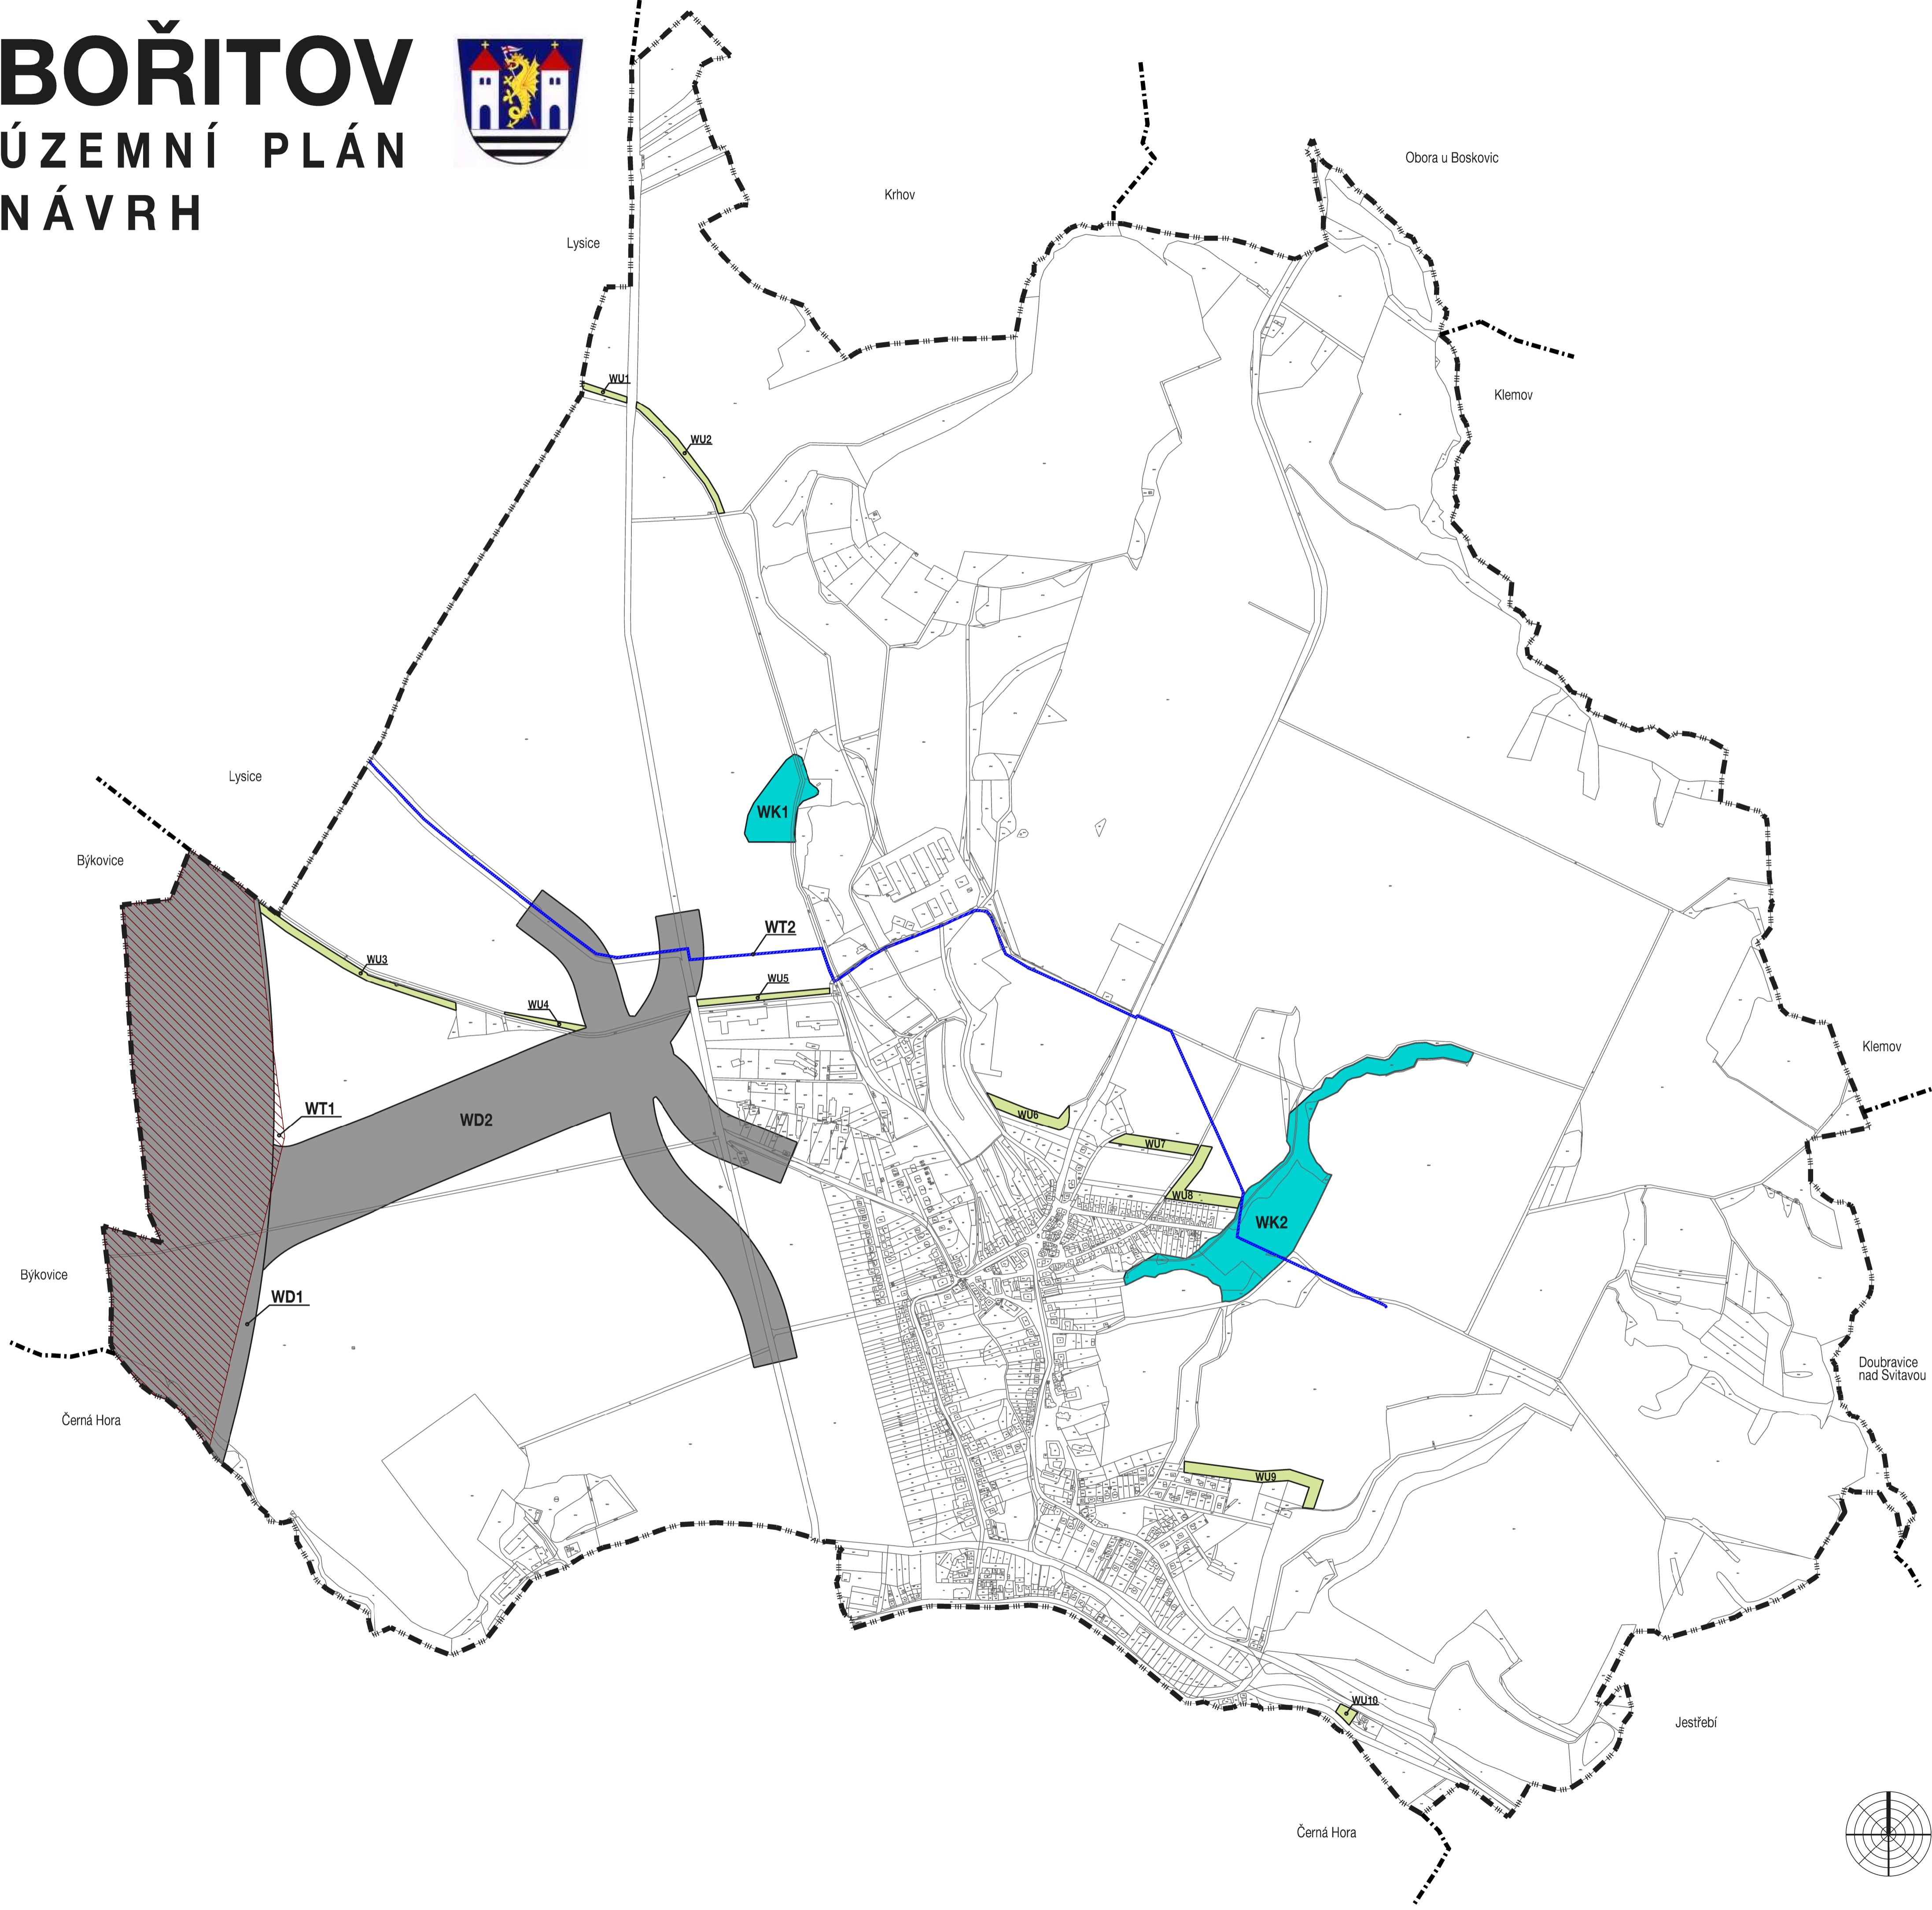 BOŘITOV
ÚZEMNÍ PLÁN
NÁVRH
Obora u Boskovic
Krhov
Lysice
WU1
Klemov
WU2
Lysice
WK1
Býkovice
WT2
WU3
WU5
WU4
Klemov
WT1
WU6
WD2
WU7
WU8
WK2
Býkovice
WD1
Doubravice
nad Svitavou
Černá Hora
WU9
WU10
Jestřebí
Černá Hora